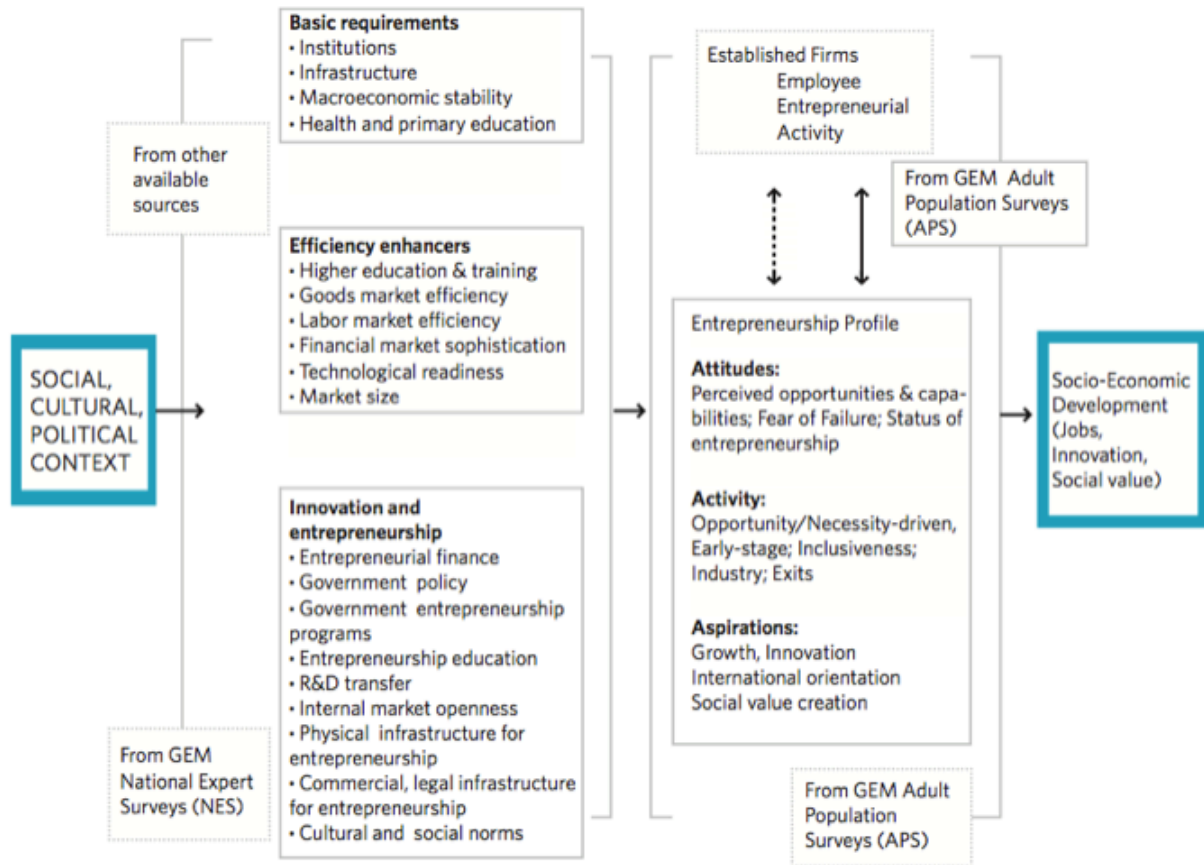 Basic requirements
• Institutions
• Infrastructure
• Macroeconomic stability
• Health and primary education
From other
available
sources
Efficiency enhancers
• Higher education & training
• Goods market efficiency
• Labor market efficiency
• Financial market sophistication
• Technological readiness
• Market size
SOCIAL,
CULTURAL,
POLITICAL
CONTEXT
Innovation and
entrepreneurship
• Entrepreneurial finance
• Government policy
• Government entrepreneurship
programs
• Entrepreneurship education
• R&D transfer
• Internal market openness
• Physical infrastructure for
entrepreneurship
• Commercial, legal infrastructure
for entrepreneurship
• Cultural and social norms
From GEM
National Expert
Surveys (NES)
Established Firms
Employee
Entrepreneurial
Activity
From GEM Adult
Population Surveys
(APS)
Entrepreneurship Profile
Attitudes:
Perceived opportunities & capa-
bilities; Fear of Failure; Status of
entrepreneurship
Activity:
Opportunity/Necessity-driven,
Early-stage; Inclusiveness;
Industry; Exits
Aspirations:
Growth, Innovation
International orientation
Social value creation
From GEM Adult
Population
Surveys (APS)
Socio-Economic
Development
(Jobs,
Innovation,
Social value)